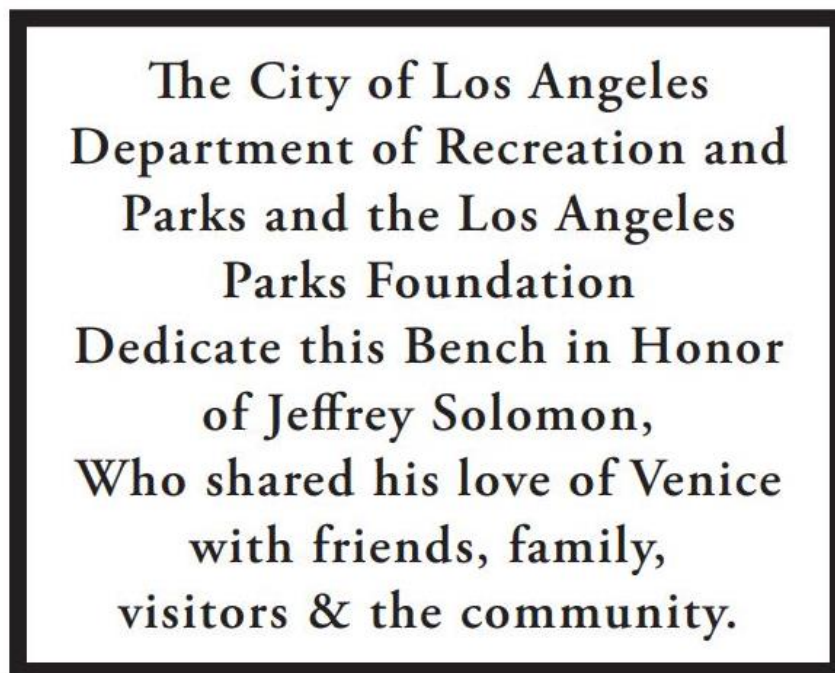 The City of Los Angeles
Department of Recreation and
Parks and the Los Angeles
Parks Foundation
Dedicate this Bench in Honor
of Jeffrey Solomon,
Who shared his love of Venice
with friends, family,
visitors & the community.